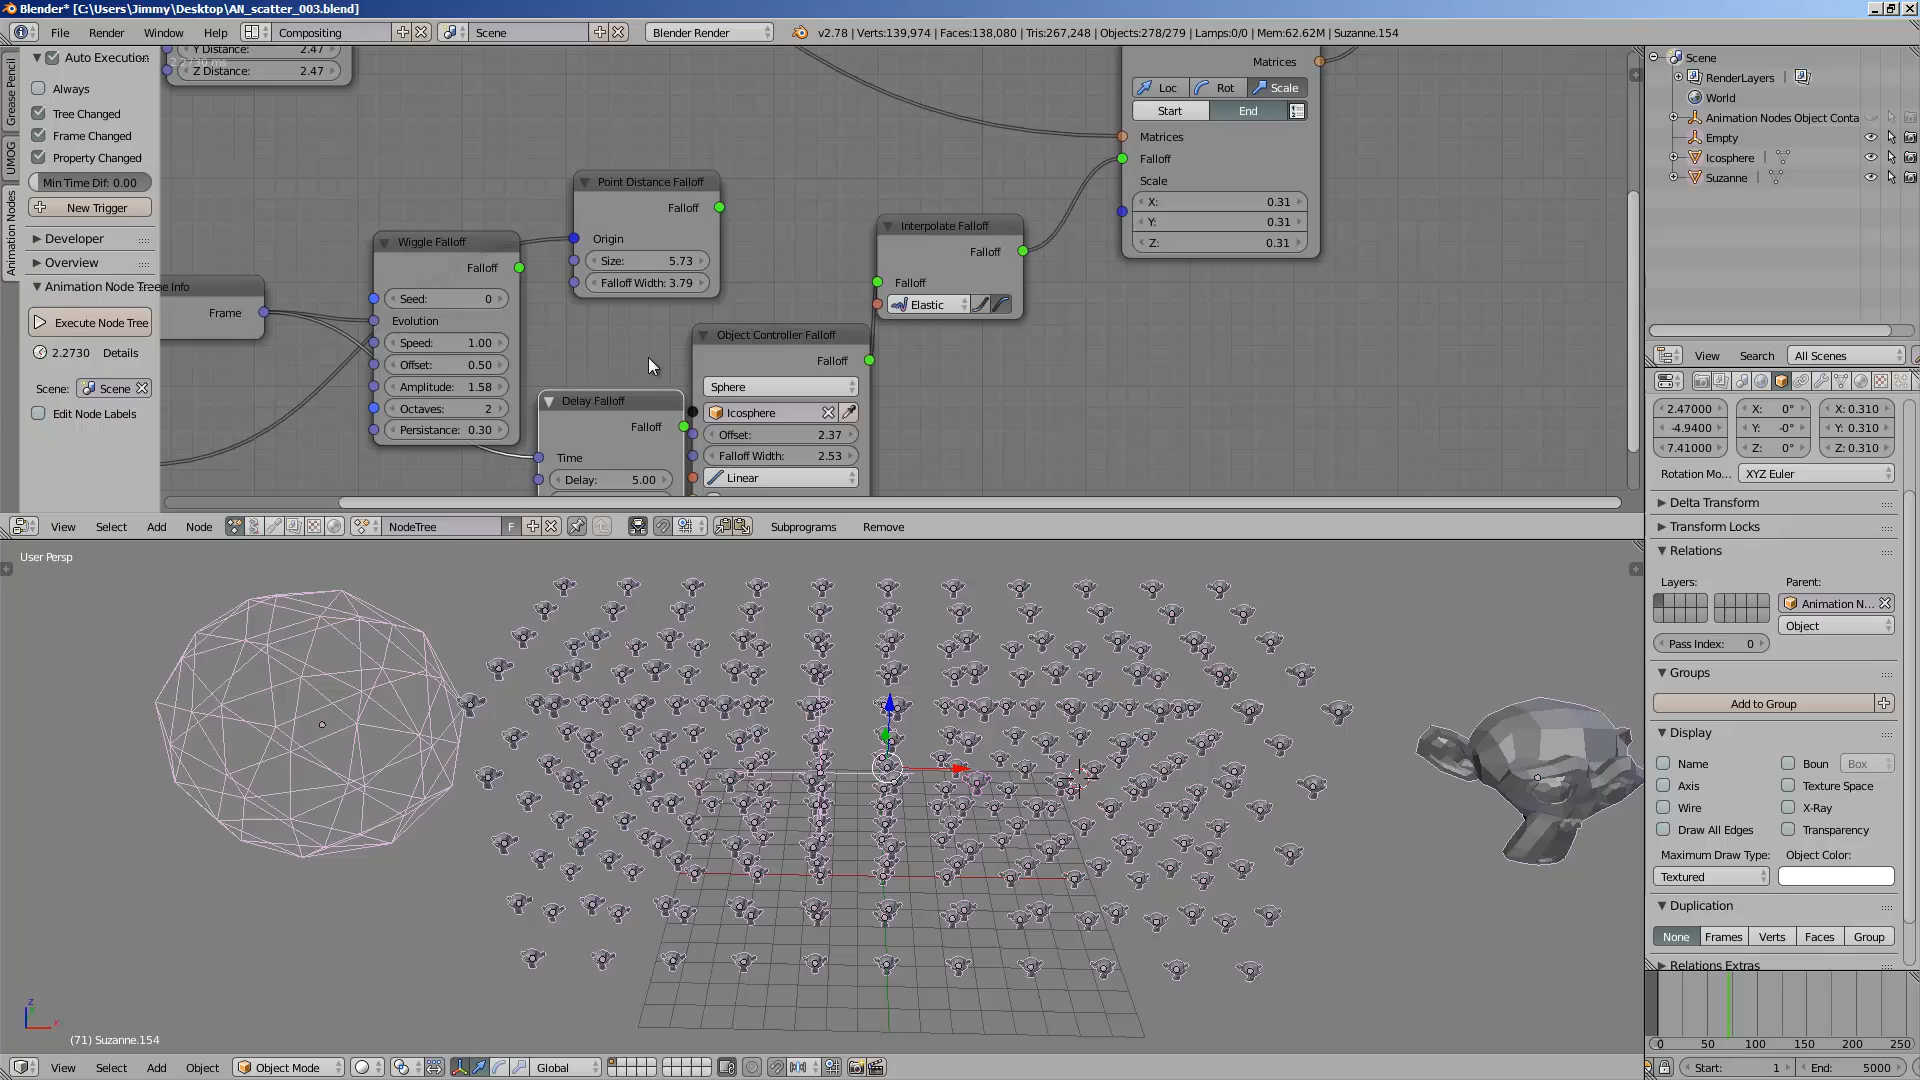 Blender* [C:\Users\Jimmy\Desktop\AN_scatter_003.blend]
File Render Window Help Compositing Scene Blender Render v2.78 | Verts:139,974 | Faces:138,080 | Tris:267,248 | Objects:278/279 | Lamps:0/0 | Mem:62.62M | Suzanne.154
Grease Pencil
UMOG
Animation Nodes
Auto Execution
Always
Tree Changed
Frame Changed
Property Changed
Min Time Dif: 0.00
New Trigger
Developer
Overview
Animation Node Tree
Execute Node Tree
2.2730 Details
Scene: Scene
Edit Node Labels
Y Distance: 2.47
2.2730 ms
Z Distance: 2.47
Info
Frame
Wiggle Falloff
Falloff
Seed: 0
Evolution
Speed: 1.00
Offset: 0.50
Amplitude: 1.58
Octaves: 2
Persistance: 0.30
Point Distance Falloff
Falloff
Origin
Size: 5.73
Falloff Width: 3.79
Delay Falloff
Falloff
Time
Delay: 5.00
Object Controller Falloff
Falloff
Sphere
Icosphere
Offset: 2.37
Falloff Width: 2.53
Linear
Interpolate Falloff
Falloff
Falloff
Elastic
Matrices
Loc Rot Scale
Start End
Matrices
Falloff
Scale
X: 0.31
Y: 0.31
Z: 0.31
View Select Add Node NodeTree F Subprograms Remove
User Persp
(71) Suzanne.154
z
x
View Select Add Object Object Mode Global
Scene
RenderLayers
World
Animation Nodes Object Conta
Empty
Icosphere
Suzanne
View Search All Scenes
2.47000 X: 0° X: 0.310
-4.9400 Y: -0° Y: 0.310
7.41000 Z: 0° Z: 0.310
Rotation Mo... XYZ Euler
Delta Transform
Transform Locks
Relations
Layers: Parent:
Animation N...
Object
Pass Index: 0
Groups
Add to Group
Display
Name Boun Box
Axis Texture Space
Wire X-Ray
Draw All Edges Transparency
Maximum Draw Type: Object Color:
Textured
Duplication
None Frames Verts Faces Group
Relations Extras
0 50 100 150 200 250
Start: 1 End: 5000